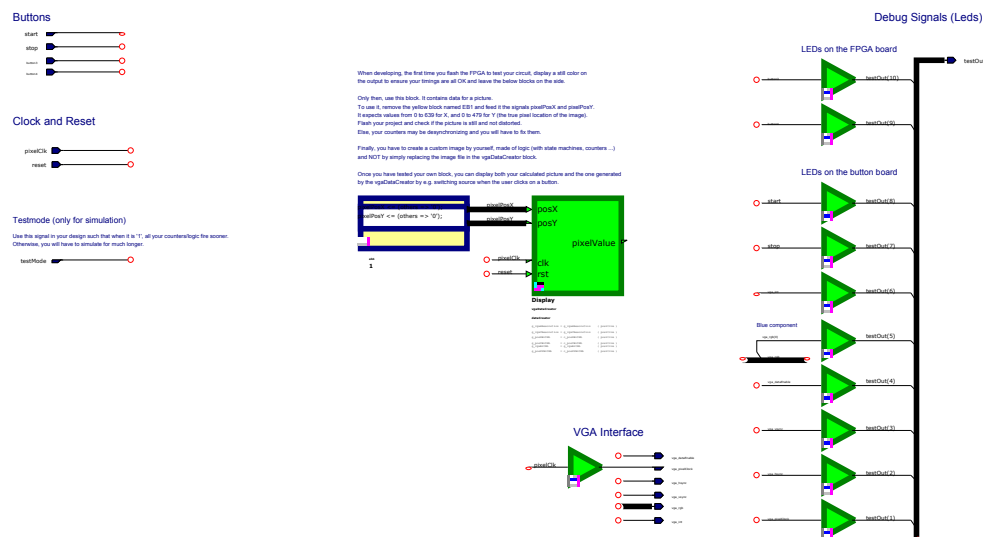 Buttons
start
stop
Clock and Reset
pixelClk
reset
Testmode (only for simulation)
Use this signal in your design such that when it is '1', all your counters/logic fire sooner.
Otherwise, you will have to simulate for much longer.
testMode
When developing, the first time you flash the FPGA to test your circuit, display a still color on
the output to ensure your timings are all OK and leave the below blocks on the side.
Only then, use this block. It contains data for a picture.
To use it, remove the yellow block named EB1 and feed it the signals pixelPosX and pixelPosY.
It expects values from 0 to 639 for X, and 0 to 479 for Y (the true pixel location of the image).
Flash your project and check if the picture is still and not distorted.
Else, your counters may be desynchronizing and you will have to fix them.
Finally, you have to create a custom image by yourself, made of logic (with state machines, counters ...)
and NOT by simply replacing the image file in the vgaDataCreator block.
Once you have tested your own block, you can display both your calculated picture and the one generated
by the vgaDataCreator by e.g. switching source when the user clicks on a button.
pixelPosY <= (others => '0');
1
pixelPosX
pixelPosY
pixelClk
reset
posX
posY
pixelValue
clk
rst
Display
vgaDataCreator
VGA Interface
pixelClk
vga_dataEnable
vga_pixelClock
vga_hsync
vga_vsync
vga_rgb
Debug Signals (Leds)
testOu
LEDs on the FPGA board
testOut(10)
testOut(9)
LEDs on the button board
start
testOut(8)
stop
testOut(7)
testOut(6)
Blue component
testOut(5)
vga_dataEnable
testOut(4)
testOut(3)
testOut(2)
testOut(1)